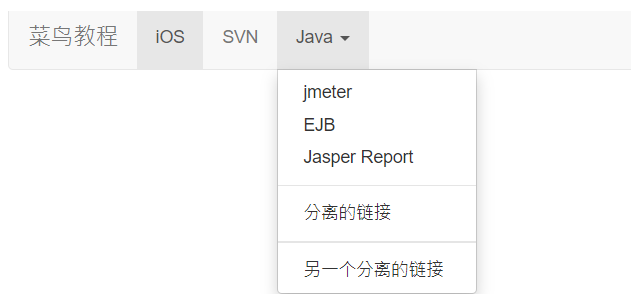 菜鸟教程 iOS SVN Java
jmeter
EJB
Jasper Report
分离的链接
另一个分离的链接